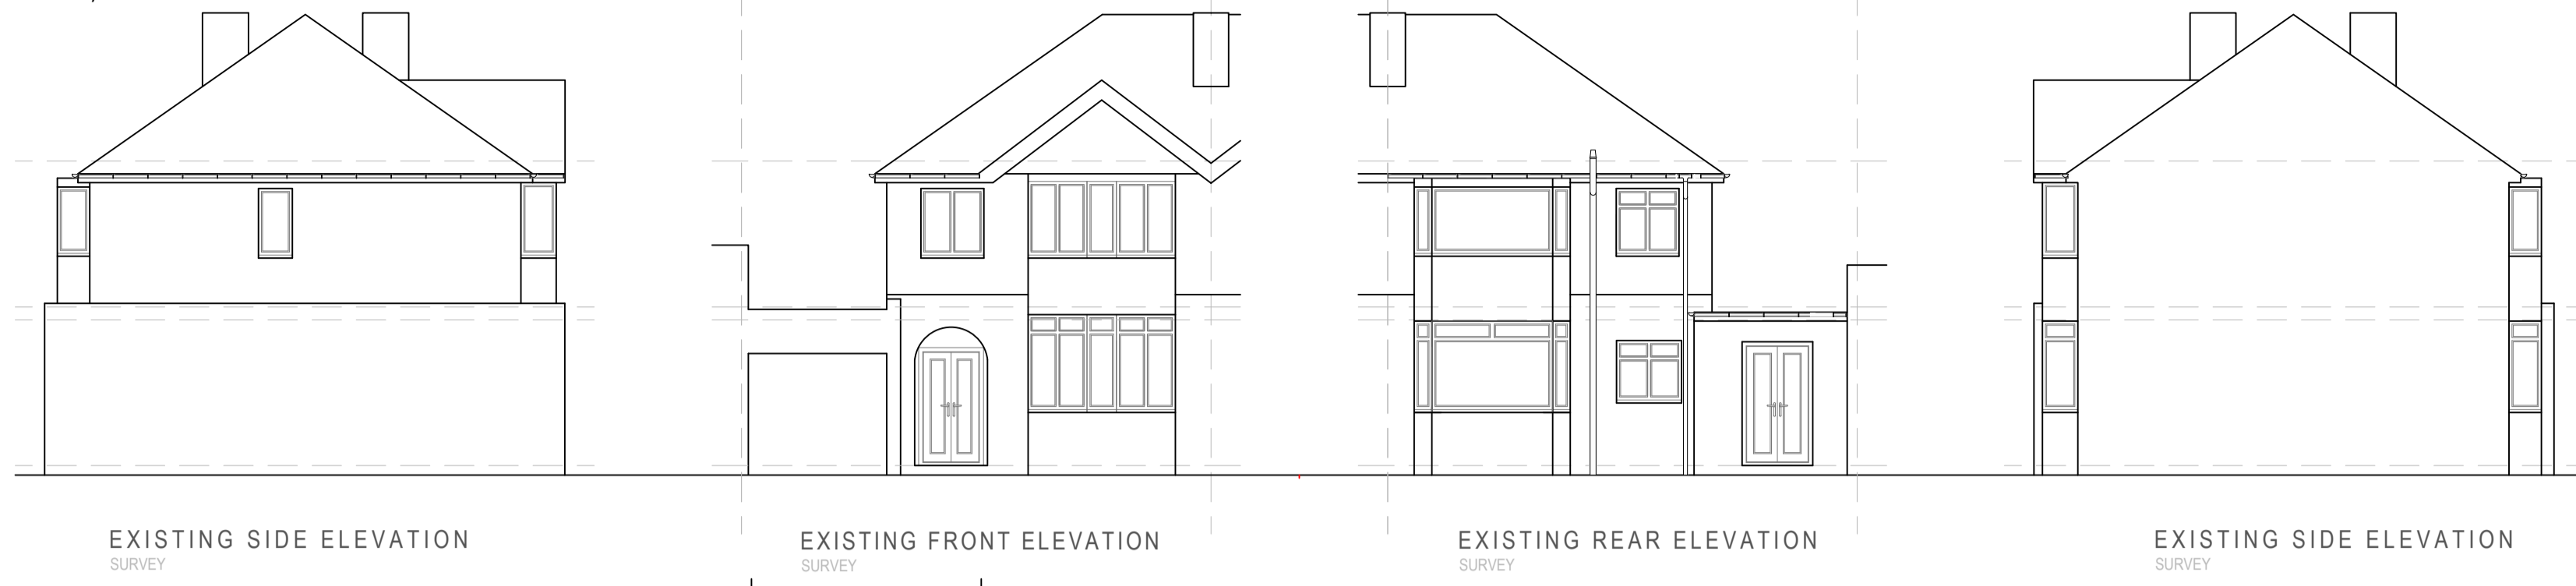 EXISTING SIDE ELEVATION
SURVEY
EXISTING FRONT ELEVATION
SURVEY
EXISTING REAR ELEVATION
SURVEY
EXISTING SIDE ELEVATION
SURVEY